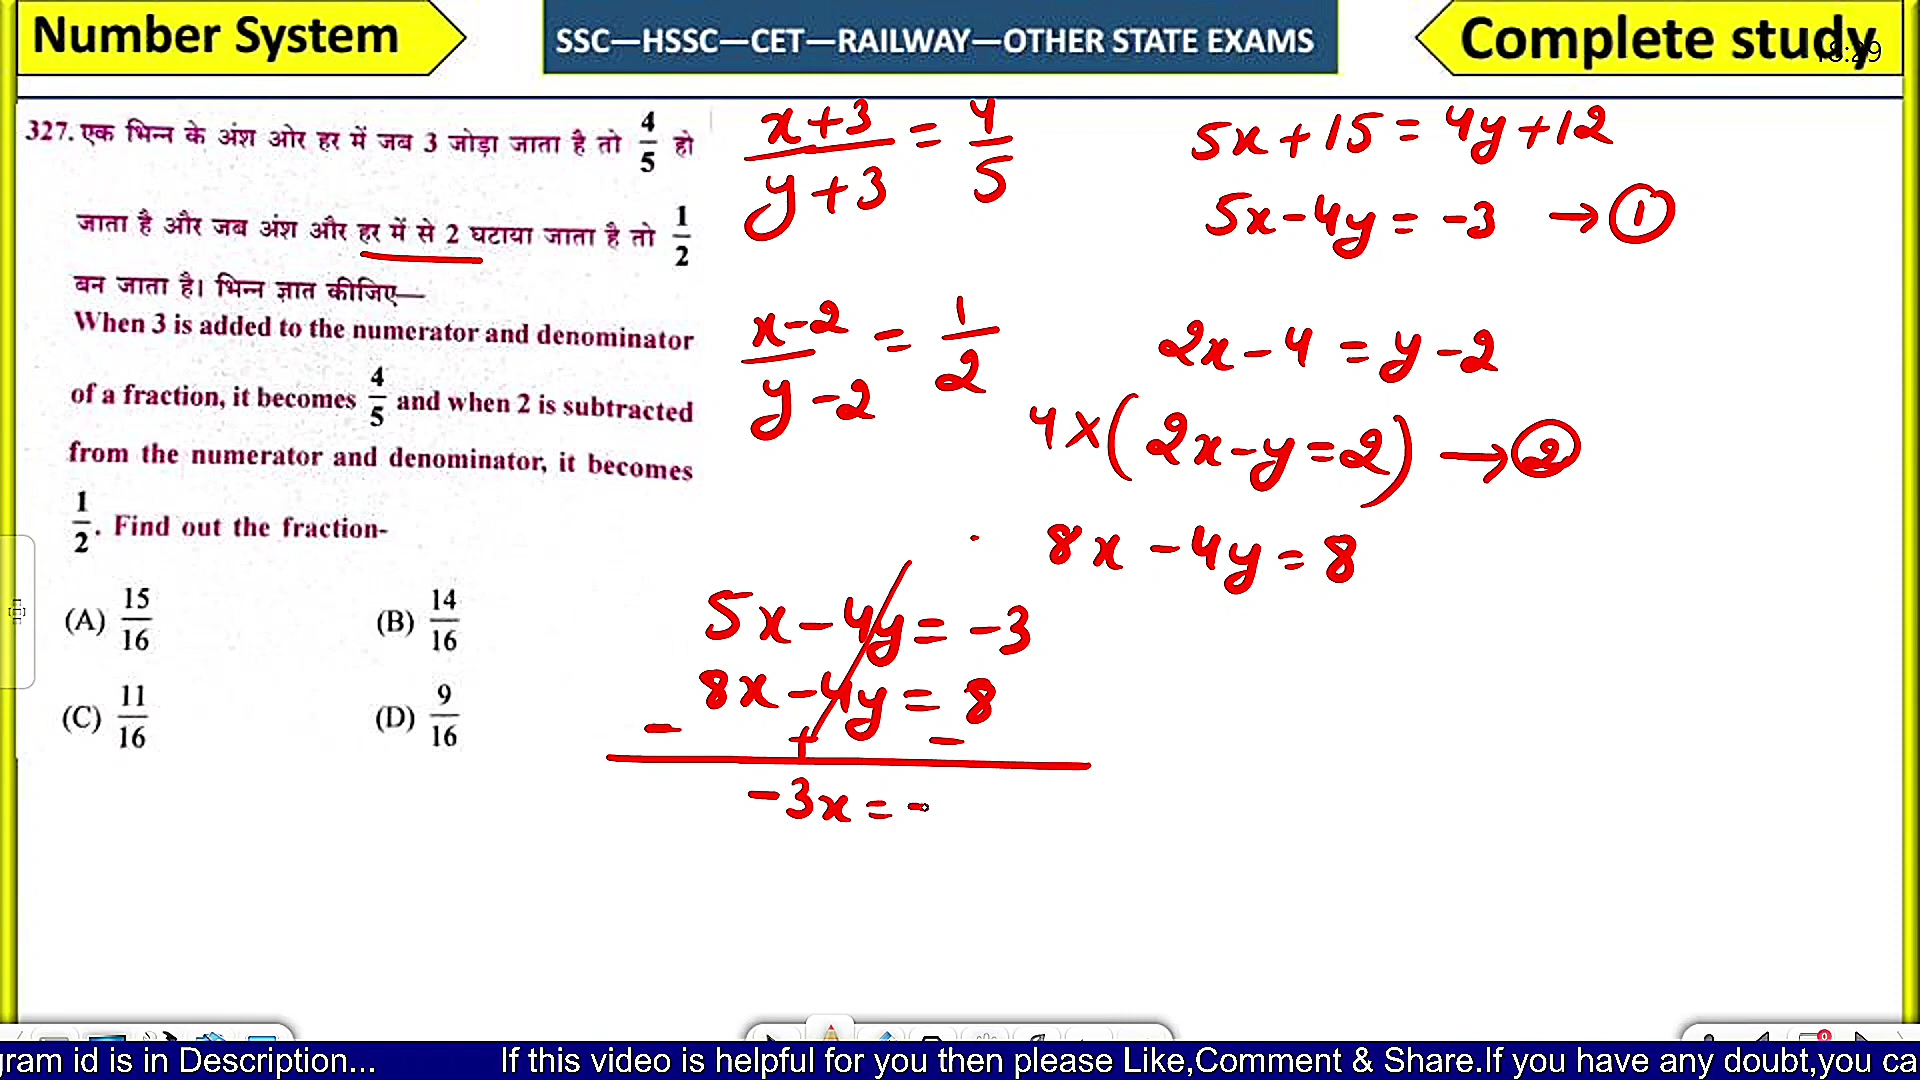 Number System
SSC—HSSC—CET—RAILWAY—OTHER STATE EXAMS
Complete study
18:29
327. एक भिन्न के अंश ओर हर में जब 3 जोड़ा जाता है तो 4/5 हो
जाता है और जब अंश और हर में से 2 घटाया जाता है तो 1/2
बन जाता है। भिन्न ज्ञात कीजिए—
When 3 is added to the numerator and denominator
of a fraction, it becomes 4/5 and when 2 is subtracted
from the numerator and denominator, it becomes
1/2. Find out the fraction-
(A) 15/16 (B) 14/16
(C) 11/16 (D) 9/16
x+3/y+3 = 4/5
5x+15=4y+12
5x-4y=-3 →①
x-2/y-2 = 1/2
2x-4=y-2
4×(2x-y=2) →②
8x-4y=8
5x-4y=-3
8x-4y=8
- + -
-3x=-
gram id is in Description... If this video is helpful for you then please Like,Comment & Share.If you have any doubt,you ca